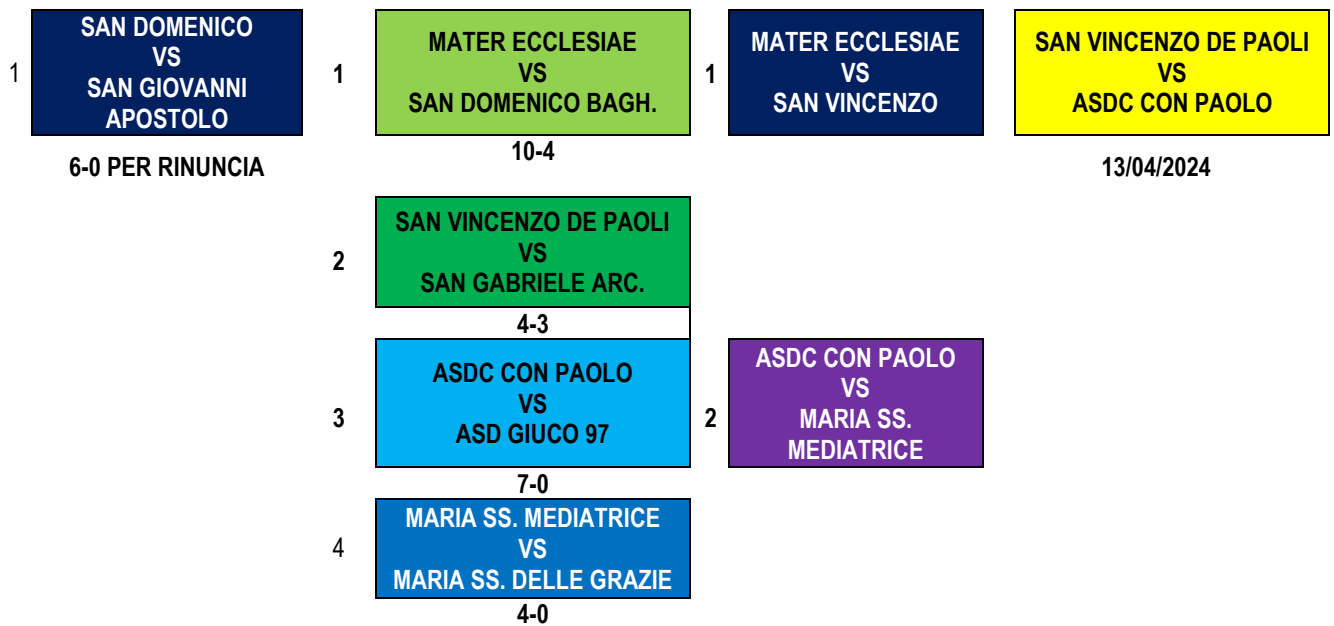 1
SAN DOMENICO
VS
SAN GIOVANNI
APOSTOLO
6-0 PER RINUNCIA
1
MATER ECCLESIAE
VS
SAN DOMENICO BAGH.
10-4
2
SAN VINCENZO DE PAOLI
VS
SAN GABRIELE ARC.
4-3
3
ASDC CON PAOLO
VS
ASD GIUCO 97
7-0
4
MARIA SS. MEDIATRICE
VS
MARIA SS. DELLE GRAZIE
4-0
1
MATER ECCLESIAE
VS
SAN VINCENZO
2
ASDC CON PAOLO
VS
MARIA SS.
MEDIATRICE
SAN VINCENZO DE PAOLI
VS
ASDC CON PAOLO
13/04/2024